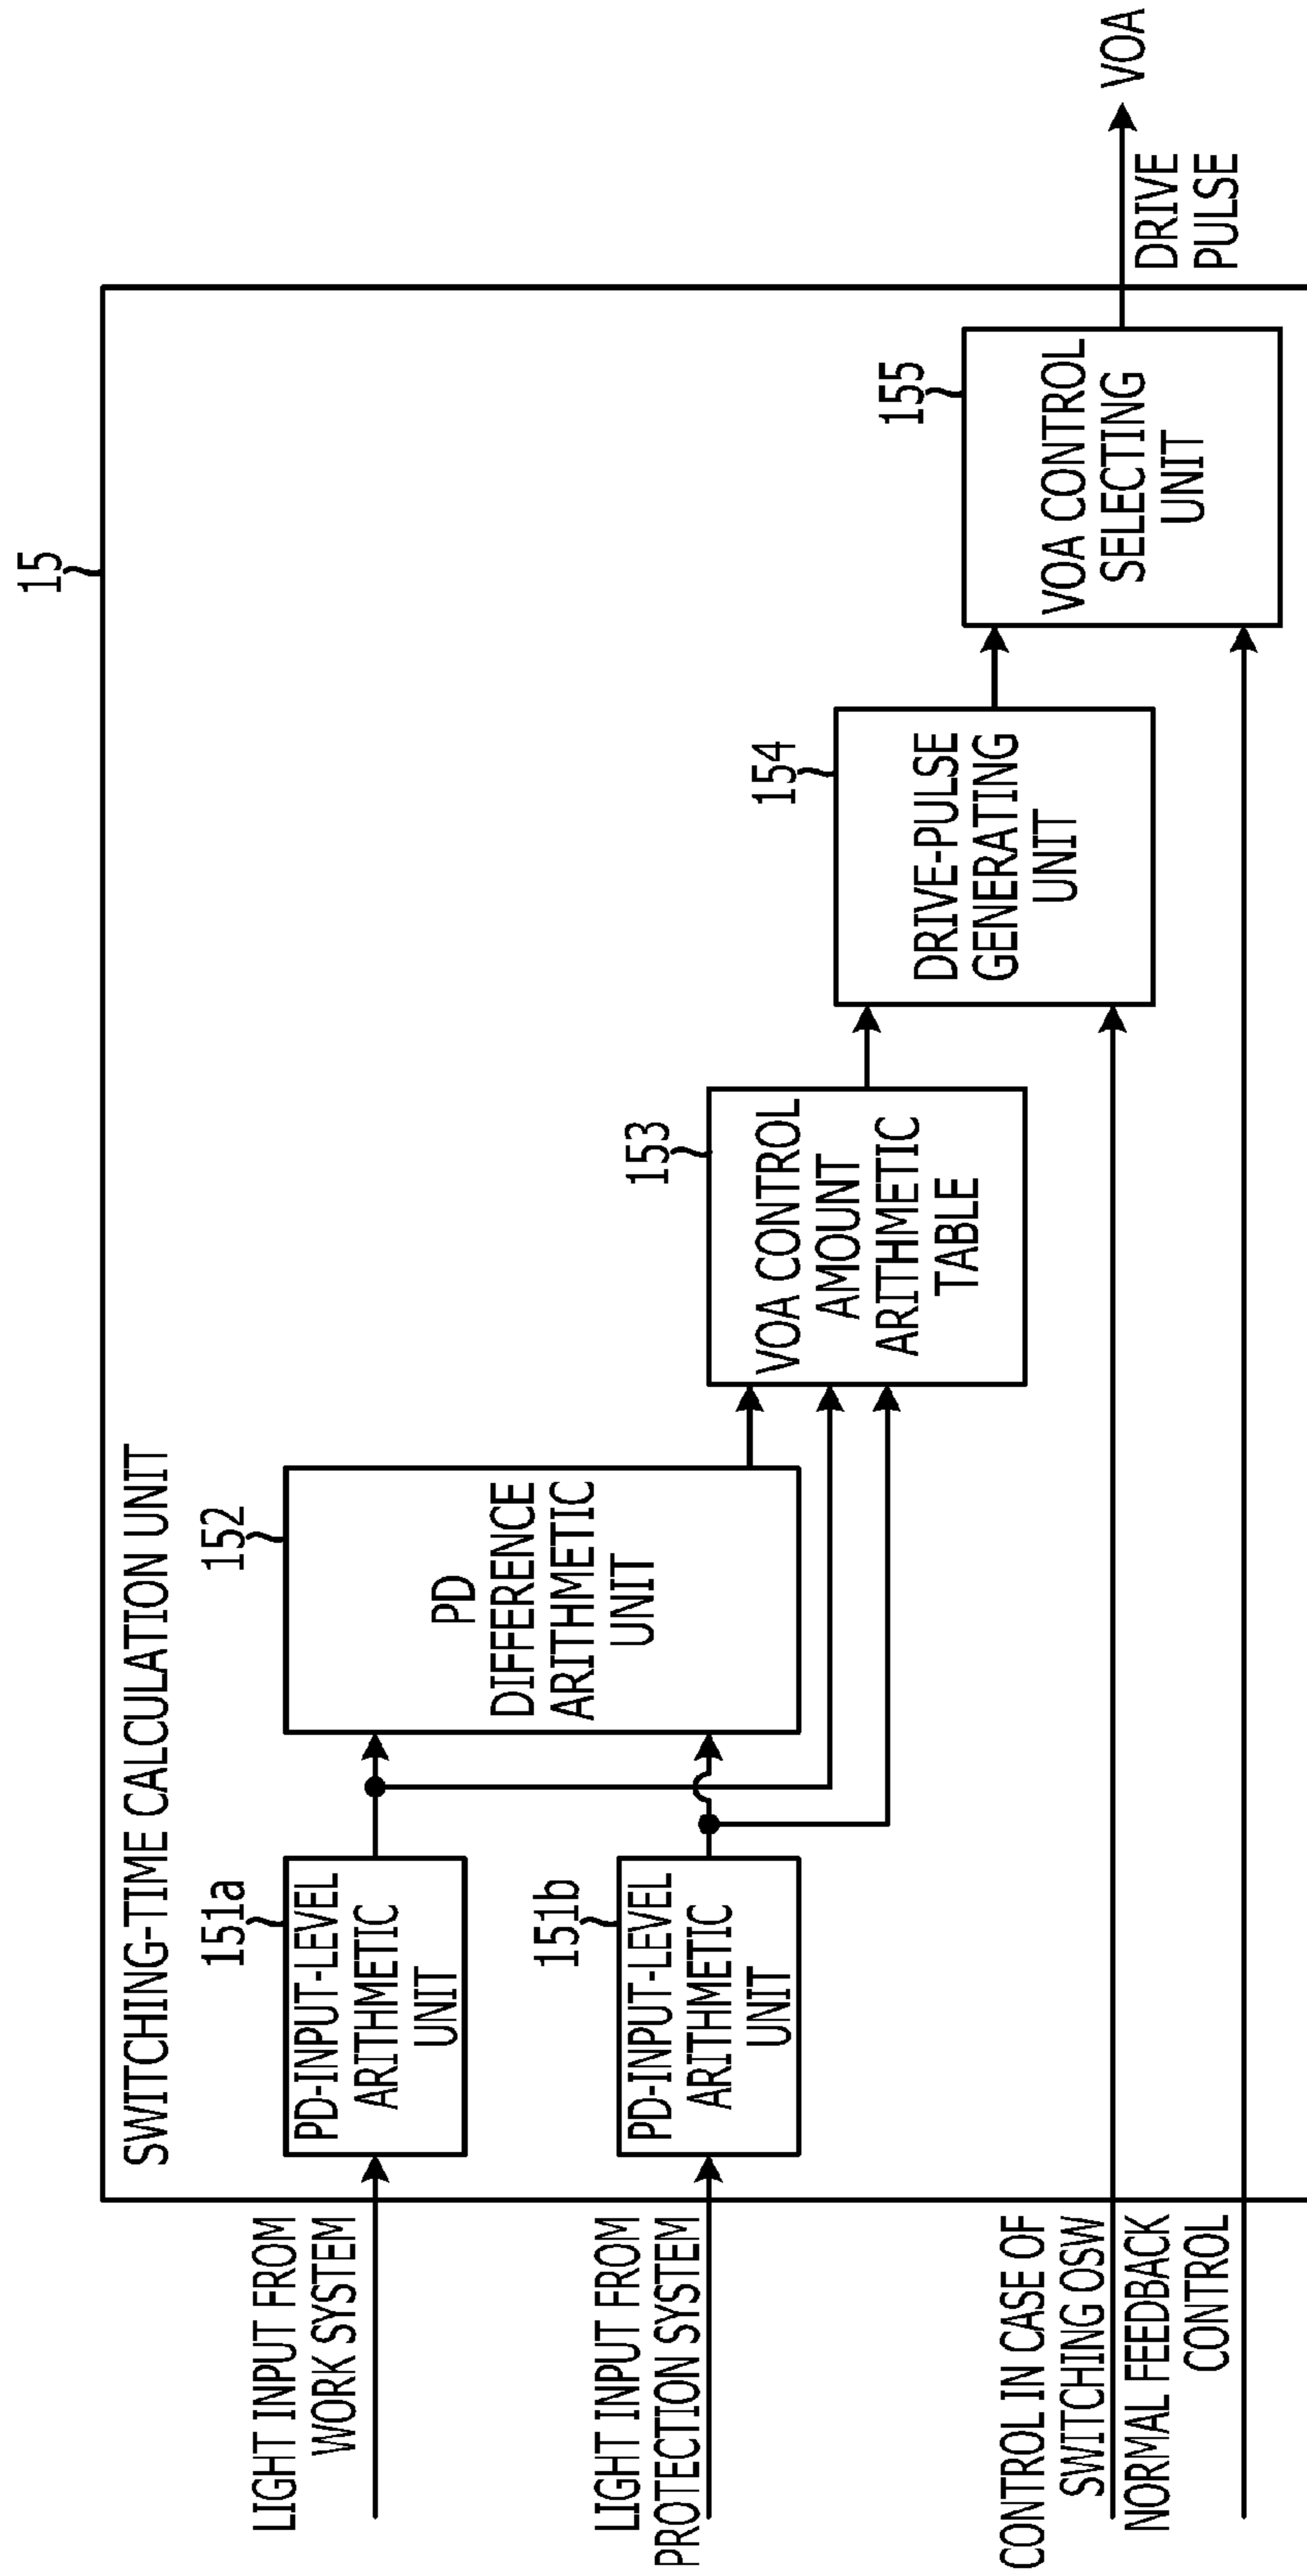 15
SWITCHING-TIME CALCULATION UNIT
LIGHT INPUT FROM
WORK SYSTEM
151a
PD-INPUT-LEVEL
ARITHMETIC
UNIT
LIGHT INPUT FROM
PROTECTION SYSTEM
151b
PD-INPUT-LEVEL
ARITHMETIC
UNIT
152
PD
DIFFERENCE
ARITHMETIC
UNIT
153
VOA CONTROL
AMOUNT
ARITHMETIC
TABLE
154
DRIVE-PULSE
GENERATING
UNIT
155
VOA CONTROL
SELECTING
UNIT
VOA
DRIVE
PULSE
CONTROL IN CASE OF
SWITCHING OSW
NORMAL FEEDBACK
CONTROL